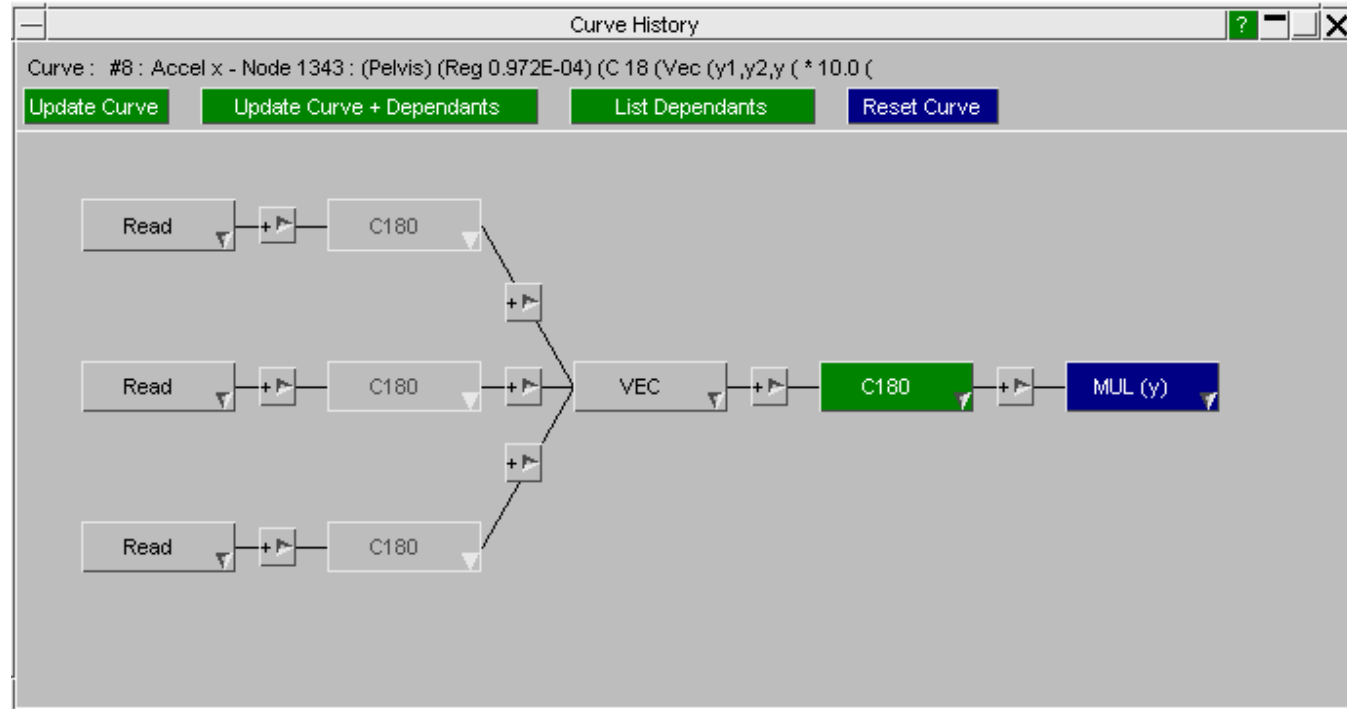 Curve History ?
Curve : #8 : Accel x - Node 1343 : (Pelvis) (Reg 0.972E-04) (C 18 (Vec (y1,y2,y ( * 10.0 (
Update Curve Update Curve + Dependants List Dependants Reset Curve
Read + C180
+
Read + C180 + VEC + C180 + MUL (y)
+
Read + C180